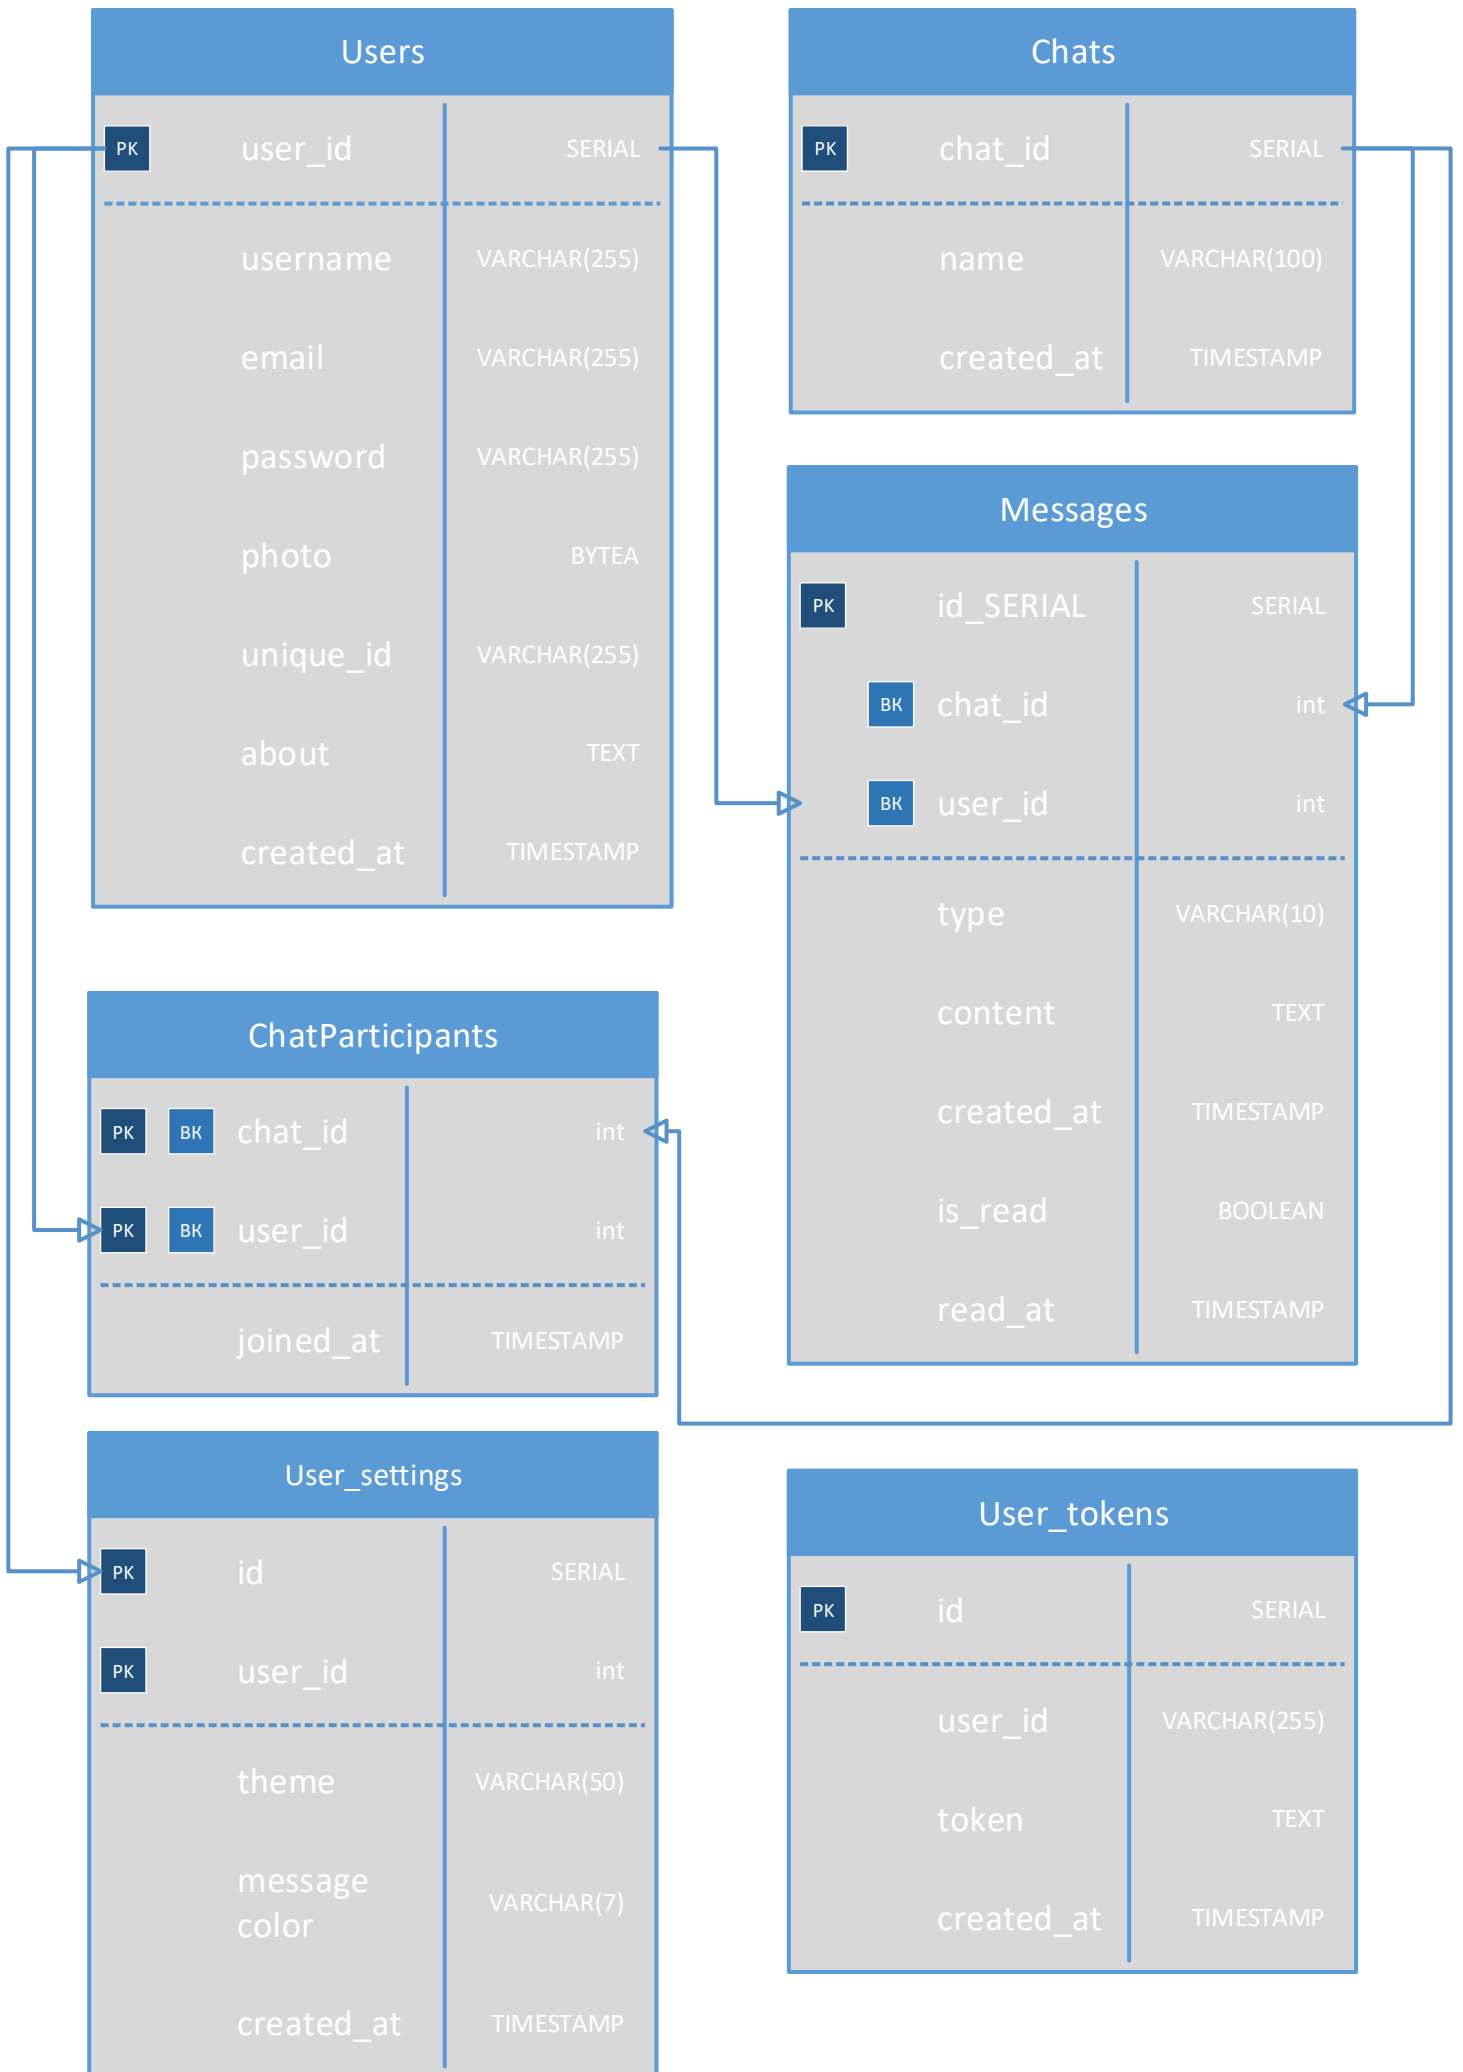 Users
PK user_id SERIAL
username VARCHAR(255)
email VARCHAR(255)
password VARCHAR(255)
photo BYTEA
unique_id VARCHAR(255)
about TEXT
created_at TIMESTAMP
Chats
PK chat_id SERIAL
name VARCHAR(100)
created_at TIMESTAMP
Messages
PK id_SERIAL SERIAL
ВК chat_id int
ВК user_id int
type VARCHAR(10)
content TEXT
created_at TIMESTAMP
is_read BOOLEAN
read_at TIMESTAMP
ChatParticipants
PK ВК chat_id int
PK ВК user_id int
joined_at TIMESTAMP
User_settings
PK id SERIAL
PK user_id int
theme VARCHAR(50)
message
color VARCHAR(7)
created_at TIMESTAMP
User_tokens
PK id SERIAL
user_id VARCHAR(255)
token TEXT
created_at TIMESTAMP